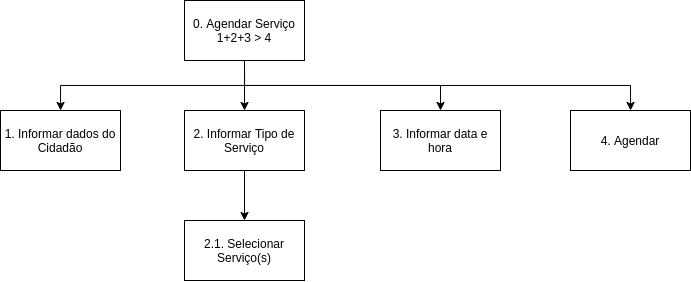 0. Agendar Serviço
1+2+3 > 4
1. Informar dados do
Cidadão
2. Informar Tipo de
Serviço
3. Informar data e
hora
4. Agendar
2.1. Selecionar
Serviço(s)